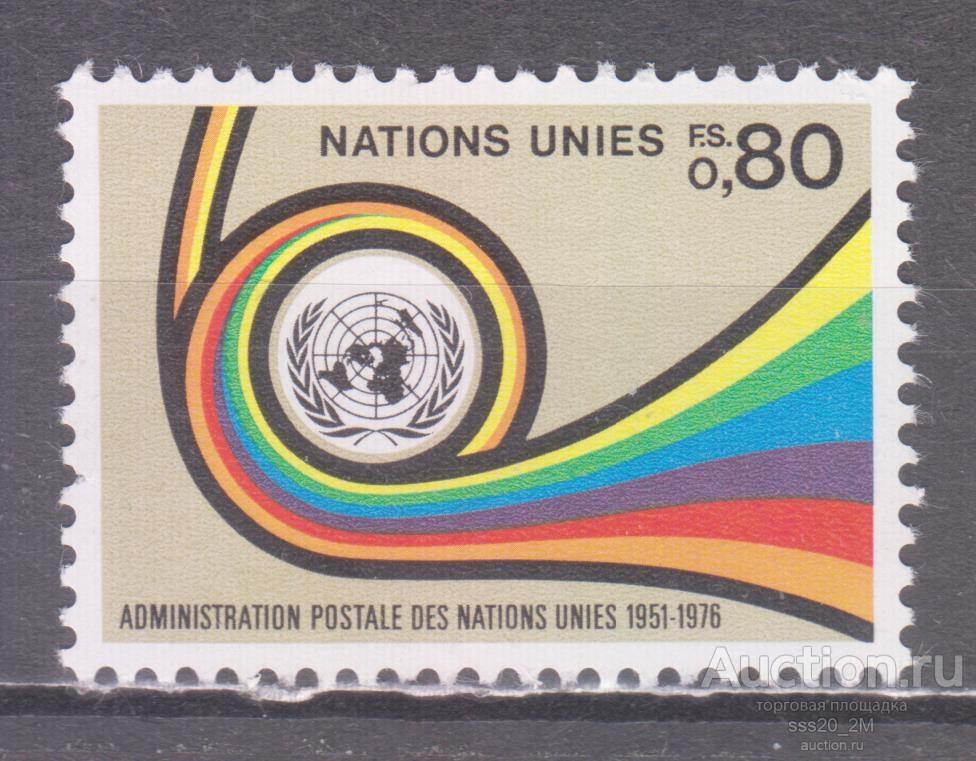 NATIONS UNIES F.S. 0,80
ADMINISTRATION POSTALE DES NATIONS UNIES 1951-1976
Auction.ru
торговая площадка
sss20_2M
auction.ru